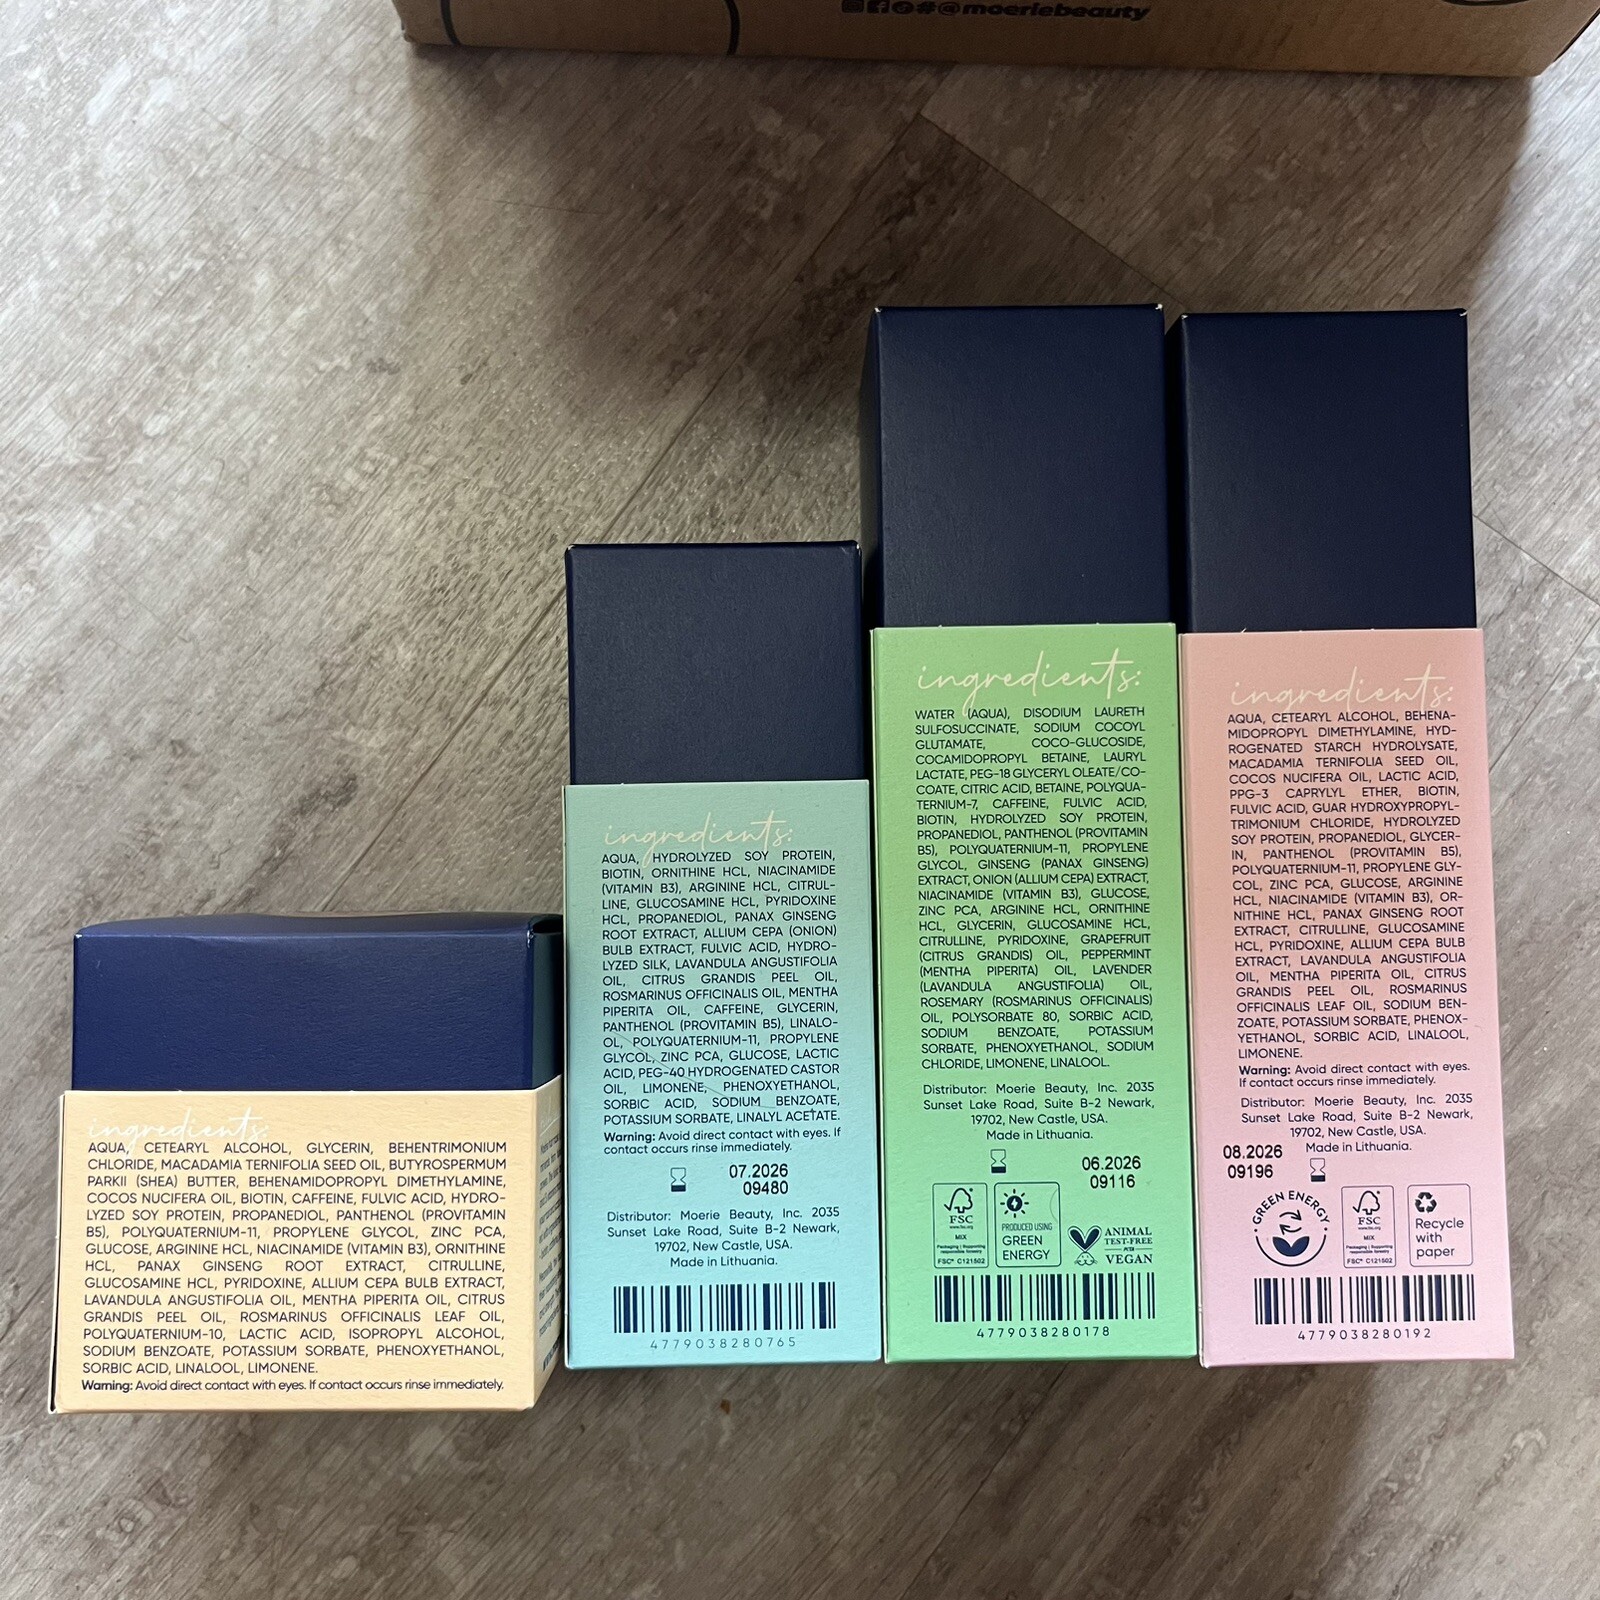 #@moeriebeauty
ingredients:
AQUA, CETEARYL ALCOHOL, GLYCERIN, BEHENTRIMONIUM
CHLORIDE, MACADAMIA TERNIFOLIA SEED OIL, BUTYROSPERMUM
PARKII (SHEA) BUTTER, BEHENAMIDOPROPYL DIMETHYLAMINE,
COCOS NUCIFERA OIL, BIOTIN, CAFFEINE, FULVIC ACID, HYDRO-
LYZED SOY PROTEIN, PROPANEDIOL, PANTHENOL (PROVITAMIN
B5), POLYQUATERNIUM-11, PROPYLENE GLYCOL, ZINC PCA,
GLUCOSE, ARGININE HCL, NIACINAMIDE (VITAMIN B3), ORNITHINE
HCL, PANAX GINSENG ROOT EXTRACT, CITRULLINE,
GLUCOSAMINE HCL, PYRIDOXINE, ALLIUM CEPA BULB EXTRACT,
LAVANDULA ANGUSTIFOLIA OIL, MENTHA PIPERITA OIL, CITRUS
GRANDIS PEEL OIL, ROSMARINUS OFFICINALIS LEAF OIL,
POLYQUATERNIUM-10, LACTIC ACID, ISOPROPYL ALCOHOL,
SODIUM BENZOATE, POTASSIUM SORBATE, PHENOXYETHANOL,
SORBIC ACID, LINALOOL, LIMONENE.
Warning: Avoid direct contact with eyes. If contact occurs rinse immediately.
ingredients:
AQUA, HYDROLYZED SOY PROTEIN,
BIOTIN, ORNITHINE HCL, NIACINAMIDE
(VITAMIN B3), ARGININE HCL, CITRUL-
LINE, GLUCOSAMINE HCL, PYRIDOXINE
HCL, PROPANEDIOL, PANAX GINSENG
ROOT EXTRACT, ALLIUM CEPA (ONION)
BULB EXTRACT, FULVIC ACID, HYDRO-
LYZED SILK, LAVANDULA ANGUSTIFOLIA
OIL, CITRUS GRANDIS PEEL OIL,
ROSMARINUS OFFICINALIS OIL, MENTHA
PIPERITA OIL, CAFFEINE, GLYCERIN,
PANTHENOL (PROVITAMIN B5), LINALO-
OL, POLYQUATERNIUM-11, PROPYLENE
GLYCOL, ZINC PCA, GLUCOSE, LACTIC
ACID, PEG-40 HYDROGENATED CASTOR
OIL, LIMONENE, PHENOXYETHANOL,
SORBIC ACID, SODIUM BENZOATE,
POTASSIUM SORBATE, LINALYL ACETATE.
Warning: Avoid direct contact with eyes. If
contact occurs rinse immediately.
07.2026
09480
Distributor: Moerie Beauty, Inc. 2035
Sunset Lake Road, Suite B-2 Newark,
19702, New Castle, USA.
Made in Lithuania.
4779038280765
ingredients:
WATER (AQUA), DISODIUM LAURETH
SULFOSUCCINATE, SODIUM COCOYL
GLUTAMATE, COCO-GLUCOSIDE,
COCAMIDOPROPYL BETAINE, LAURYL
LACTATE, PEG-18 GLYCERYL OLEATE/CO-
COATE, CITRIC ACID, BETAINE, POLYQUA-
TERNIUM-7, CAFFEINE, FULVIC ACID,
BIOTIN, HYDROLYZED SOY PROTEIN,
PROPANEDIOL, PANTHENOL (PROVITAMIN
B5), POLYQUATERNIUM-11, PROPYLENE
GLYCOL, GINSENG (PANAX GINSENG)
EXTRACT, ONION (ALLIUM CEPA) EXTRACT,
NIACINAMIDE (VITAMIN B3), GLUCOSE,
ZINC PCA, ARGININE HCL, ORNITHINE
HCL, GLYCERIN, GLUCOSAMINE HCL,
CITRULLINE, PYRIDOXINE, GRAPEFRUIT
(CITRUS GRANDIS) OIL, PEPPERMINT
(MENTHA PIPERITA) OIL, LAVENDER
(LAVANDULA ANGUSTIFOLIA) OIL,
ROSEMARY (ROSMARINUS OFFICINALIS)
OIL, POLYSORBATE 80, SORBIC ACID,
SODIUM BENZOATE, POTASSIUM
SORBATE, PHENOXYETHANOL, SODIUM
CHLORIDE, LIMONENE, LINALOOL.
Distributor: Moerie Beauty, Inc. 2035
Sunset Lake Road, Suite B-2 Newark,
19702, New Castle, USA.
Made in Lithuania.
06.2026
09116
FSC
www.fsc.org
MIX
Packaging | Supporting
responsible forestry
FSC® C121502
PRODUCED USING
GREEN
ENERGY
ANIMAL
TEST-FREE
PETA
VEGAN
4779038280178
ingredients:
AQUA, CETEARYL ALCOHOL, BEHENA-
MIDOPROPYL DIMETHYLAMINE, HYD-
ROGENATED STARCH HYDROLYSATE,
MACADAMIA TERNIFOLIA SEED OIL,
COCOS NUCIFERA OIL, LACTIC ACID,
PPG-3 CAPRYLYL ETHER, BIOTIN,
FULVIC ACID, GUAR HYDROXYPROPYL-
TRIMONIUM CHLORIDE, HYDROLYZED
SOY PROTEIN, PROPANEDIOL, GLYCER-
IN, PANTHENOL (PROVITAMIN B5),
POLYQUATERNIUM-11, PROPYLENE GLY-
COL, ZINC PCA, GLUCOSE, ARGININE
HCL, NIACINAMIDE (VITAMIN B3), OR-
NITHINE HCL, PANAX GINSENG ROOT
EXTRACT, CITRULLINE, GLUCOSAMINE
HCL, PYRIDOXINE, ALLIUM CEPA BULB
EXTRACT, LAVANDULA ANGUSTIFOLIA
OIL, MENTHA PIPERITA OIL, CITRUS
GRANDIS PEEL OIL, ROSMARINUS
OFFICINALIS LEAF OIL, SODIUM BEN-
ZOATE, POTASSIUM SORBATE, PHENOX-
YETHANOL, SORBIC ACID, LINALOOL,
LIMONENE.
Warning: Avoid direct contact with eyes.
If contact occurs rinse immediately.
Distributor: Moerie Beauty, Inc. 2035
Sunset Lake Road, Suite B-2 Newark,
19702, New Castle, USA.
Made in Lithuania.
08.2026
09196
GREEN ENERGY
FSC
www.fsc.org
MIX
Packaging | Supporting
responsible forestry
FSC® C121502
Recycle
with
paper
4779038280192